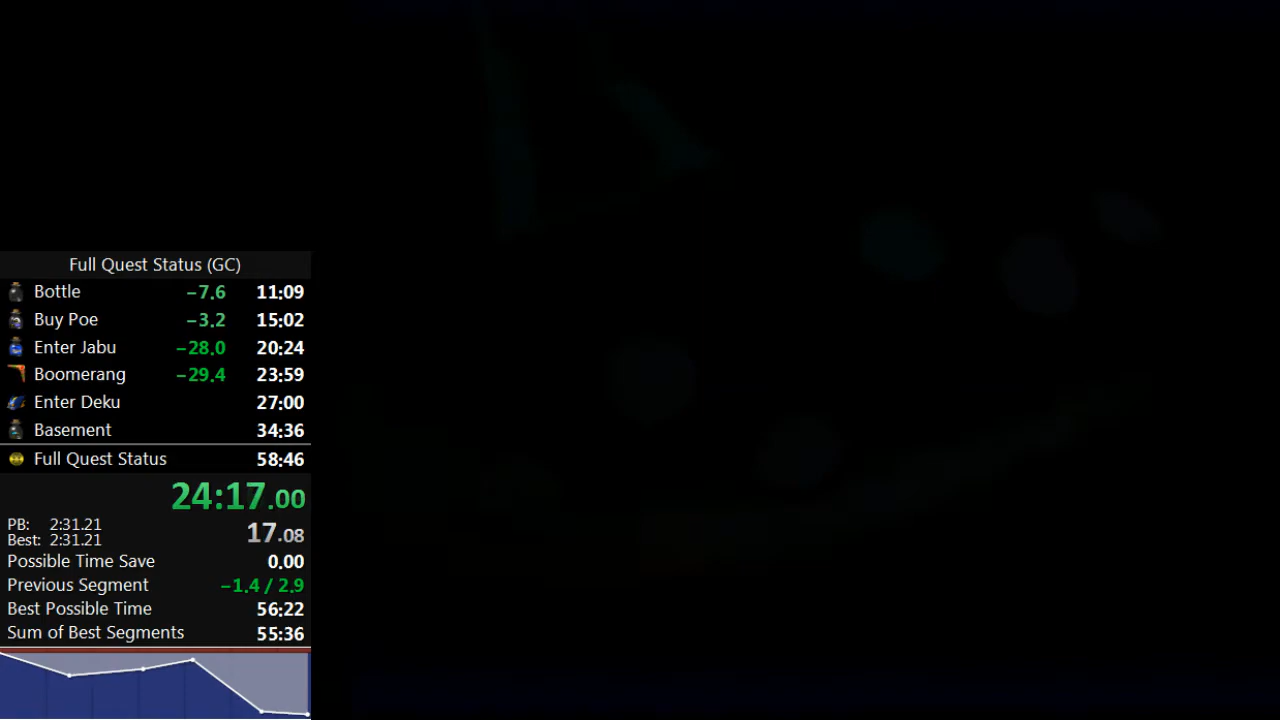 Full Quest Status (GC)
Bottle −7.6 11:09
Buy Poe −3.2 15:02
Enter Jabu −28.0 20:24
Boomerang −29.4 23:59
Enter Deku 27:00
Basement 34:36
Full Quest Status 58:46
24:17.00
PB: 2:31.21
17.08
Best: 2:31.21
Possible Time Save 0.00
Previous Segment −1.4 / 2.9
Best Possible Time 56:22
Sum of Best Segments 55:36